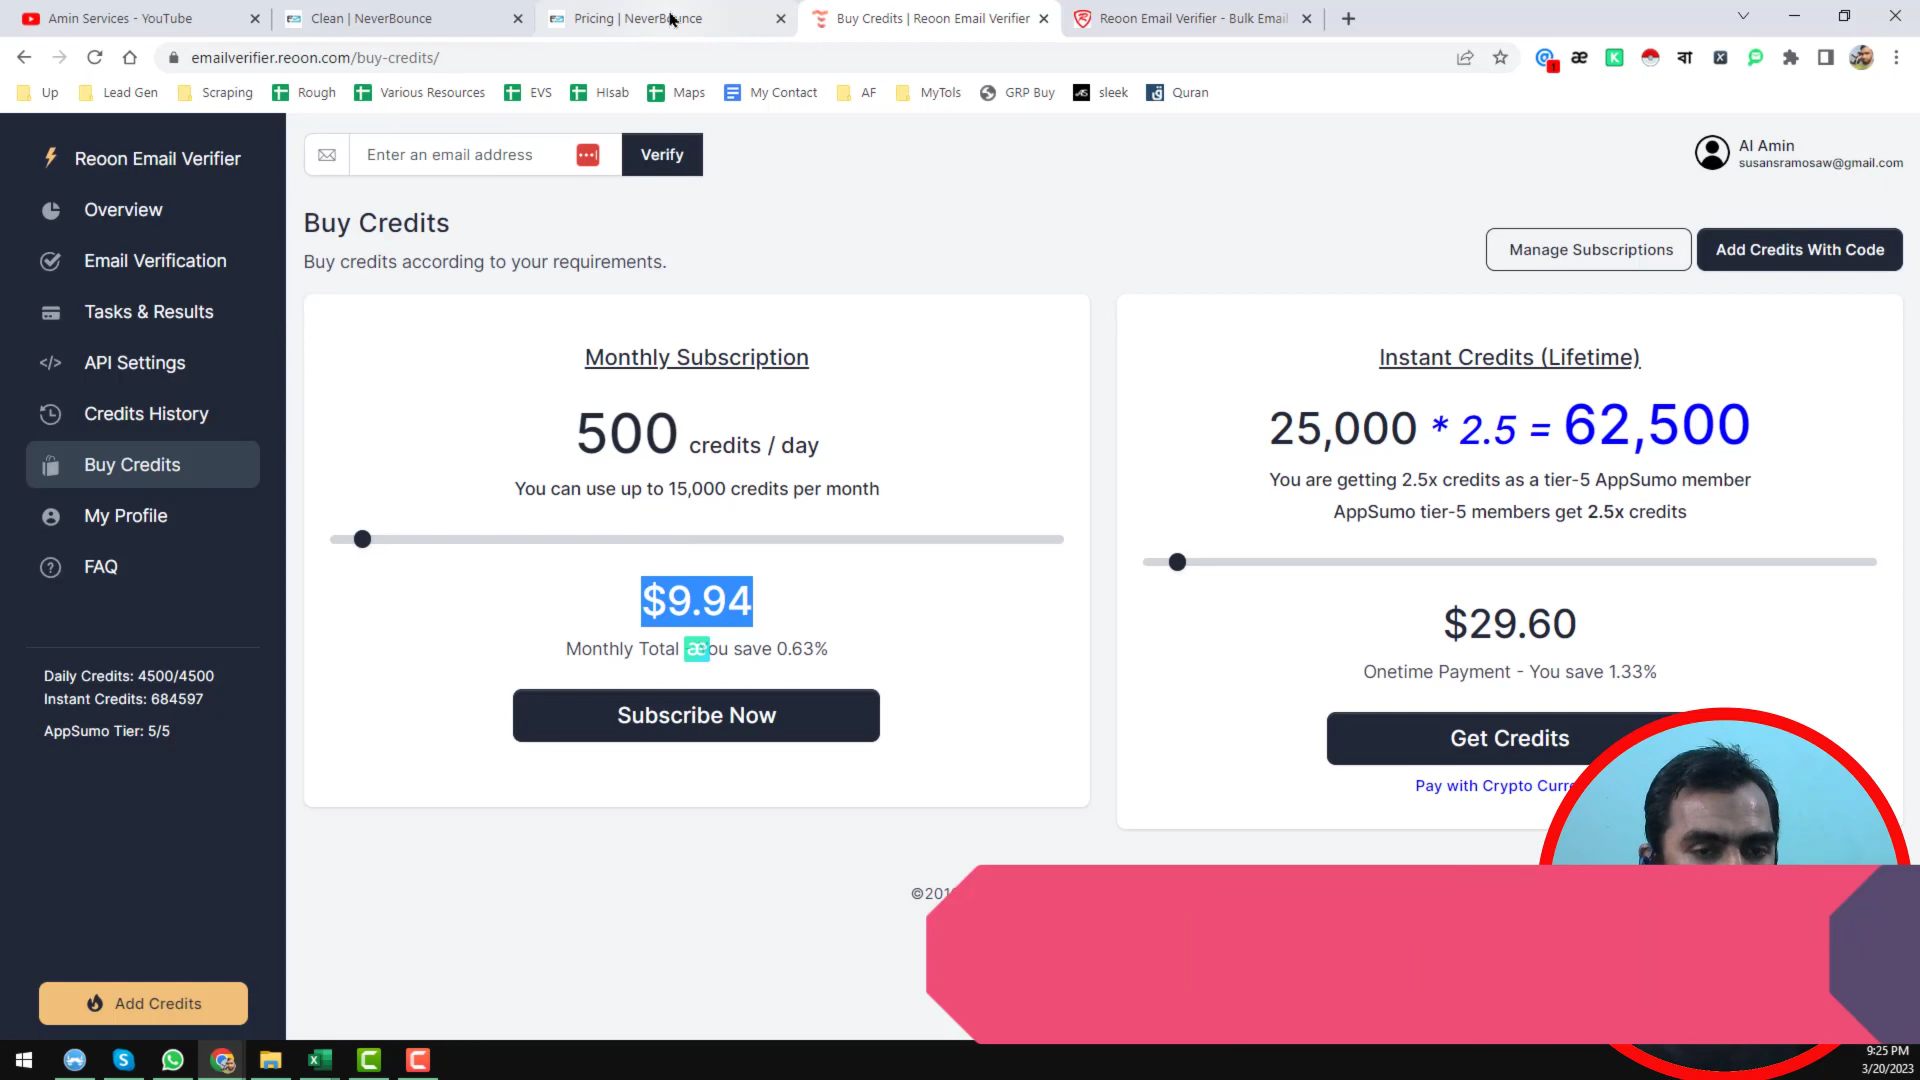 Amin Services - YouTube
Clean | NeverBounce
Pricing | NeverBounce
Buy Credits | Reoon Email Verifier
Reoon Email Verifier - Bulk Email
emailverifier.reoon.com/buy-credits/
1
æ
K
বা
X
Up
Lead Gen
Scraping
Rough
Various Resources
EVS
HIsab
Maps
My Contact
AF
MyTols
GRP Buy
sleek
Quran
Reoon Email Verifier
Overview
Email Verification
Tasks & Results
API Settings
Credits History
Buy Credits
My Profile
FAQ
Daily Credits: 4500/4500
Instant Credits: 684597
AppSumo Tier: 5/5
Add Credits
Enter an email address
Verify
Al Amin
susansramosaw@gmail.com
Buy Credits
Buy credits according to your requirements.
Manage Subscriptions
Add Credits With Code
Monthly Subscription
500 credits / day
You can use up to 15,000 credits per month
$9.94
Monthly Total æou save 0.63%
Subscribe Now
Instant Credits (Lifetime)
25,000 * 2.5 = 62,500
You are getting 2.5x credits as a tier-5 AppSumo member
AppSumo tier-5 members get 2.5x credits
$29.60
Onetime Payment - You save 1.33%
Get Credits
Pay with Crypto
©201
9:25 PM
3/20/2023